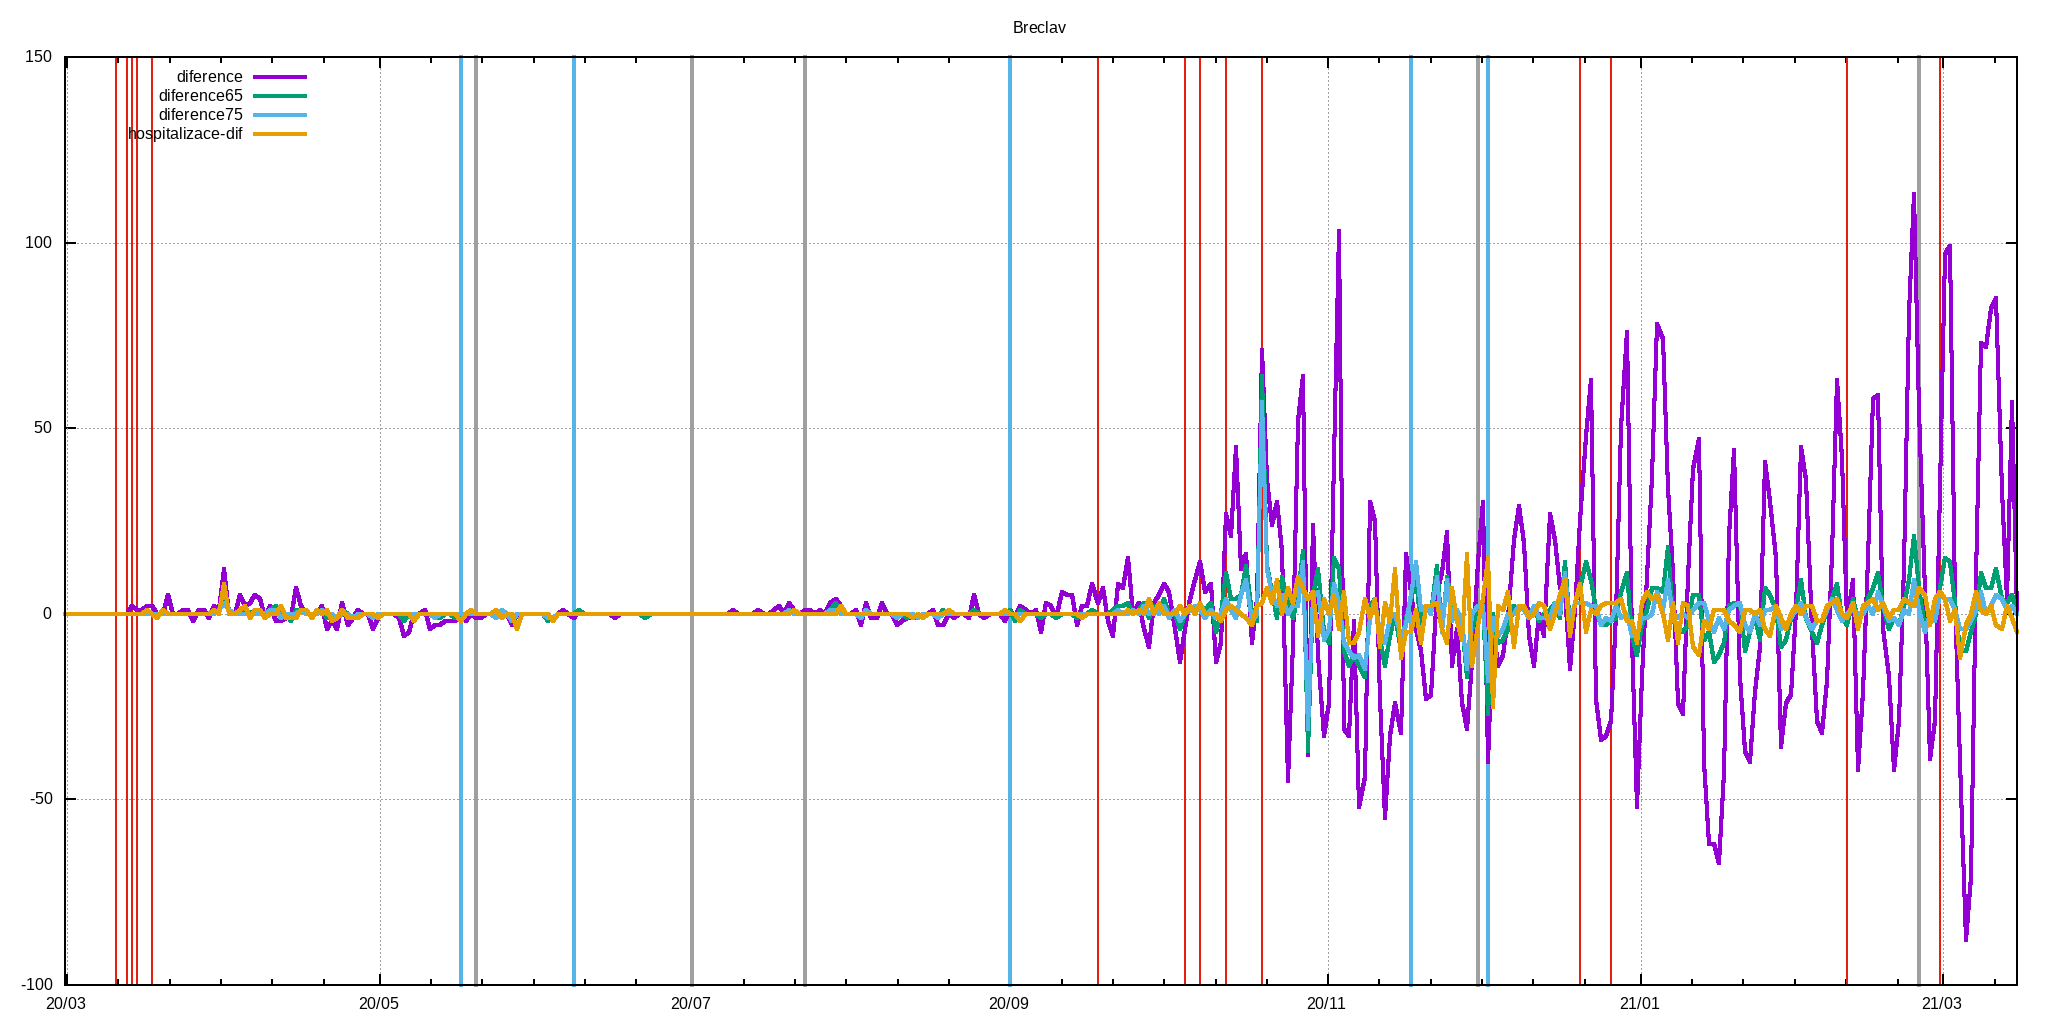 Breclav
150
diference
diference65
diference75
hospitalizace-dif
100
50
0
-50
-100
20/03 20/05 20/07 20/09 20/11 21/01 21/03